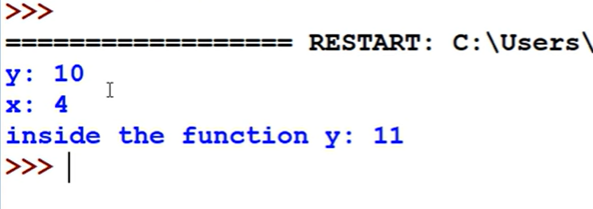 >>>
================== RESTART: C:\Users\
y: 10
x: 4
inside the function y: 11
>>>